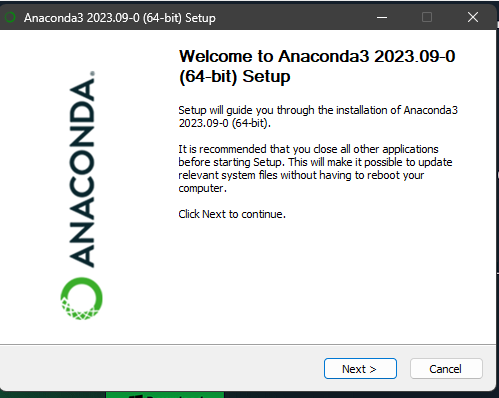 Anaconda3 2023.09-0 (64-bit) Setup
Welcome to Anaconda3 2023.09-0
(64-bit) Setup
Setup will guide you through the installation of Anaconda3
2023.09-0 (64-bit).
It is recommended that you close all other applications
before starting Setup. This will make it possible to update
relevant system files without having to reboot your
computer.
Click Next to continue.
ANACONDA.
Next >
Cancel